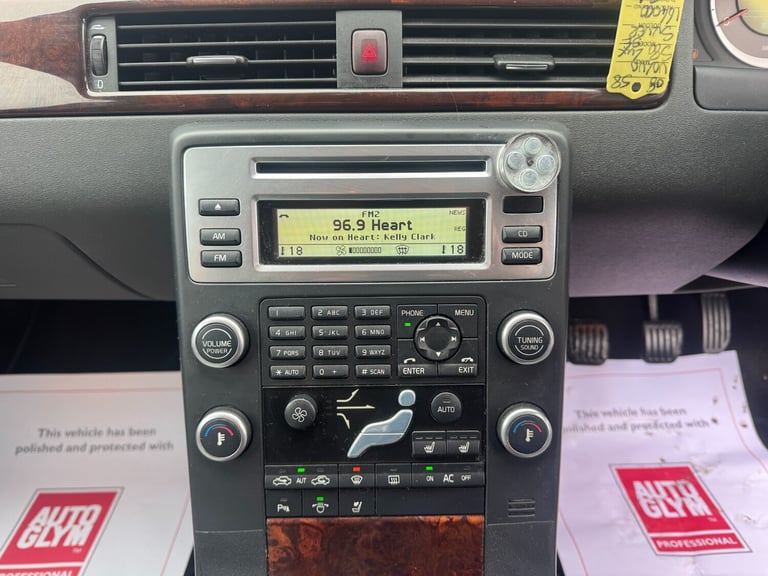 FM2
NEWS
96.9 Heart
REG
Now on Heart: Kelly Clark
18
18
AM
FM
CD
MODE
1
2 ABC
3 DEF
4 GHI
5 JKL
6 MNO
7 PQRS
8 TUV
9 WXYZ
* AUTO
0 +
# SCAN
PHONE
MENU
ENTER
EXIT
VOLUME
POWER
TUNING
SOUND
AUTO
AUT
ON
AC
OFF
This vehicle has been
polished and protected with
AUTO
GLYM
PROFESSIONAL
This vehicle has been
polished and protected with
AUTO
GLYM
PROFESSIONAL